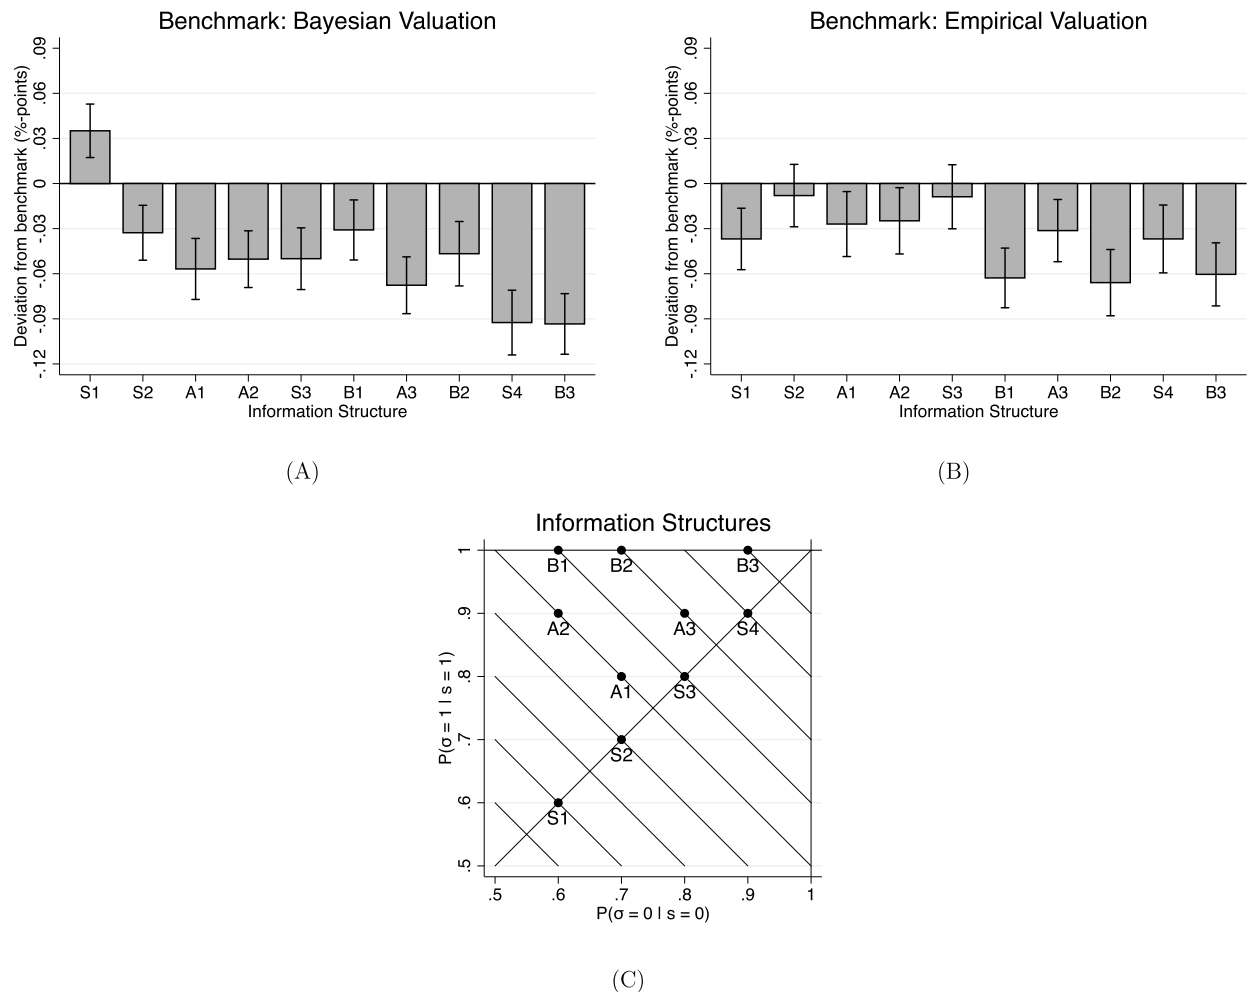 Benchmark: Bayesian Valuation
Deviation from benchmark (%-points)
.09
.06
.03
0
-.03
-.06
-.09
-.12
S1 S2 A1 A2 S3 B1 A3 B2 S4 B3
Information Structure
(A)
Benchmark: Empirical Valuation
Deviation from benchmark (%-points)
.09
.06
.03
0
-.03
-.06
-.09
-.12
S1 S2 A1 A2 S3 B1 A3 B2 S4 B3
Information Structure
(B)
Information Structures
P(σ = 1 | s = 1)
1
.9
.8
.7
.6
.5
B1 B2 B3
A2 A3 S4
A1 S3
S2
S1
.5 .6 .7 .8 .9 1
P(σ = 0 | s = 0)
(C)